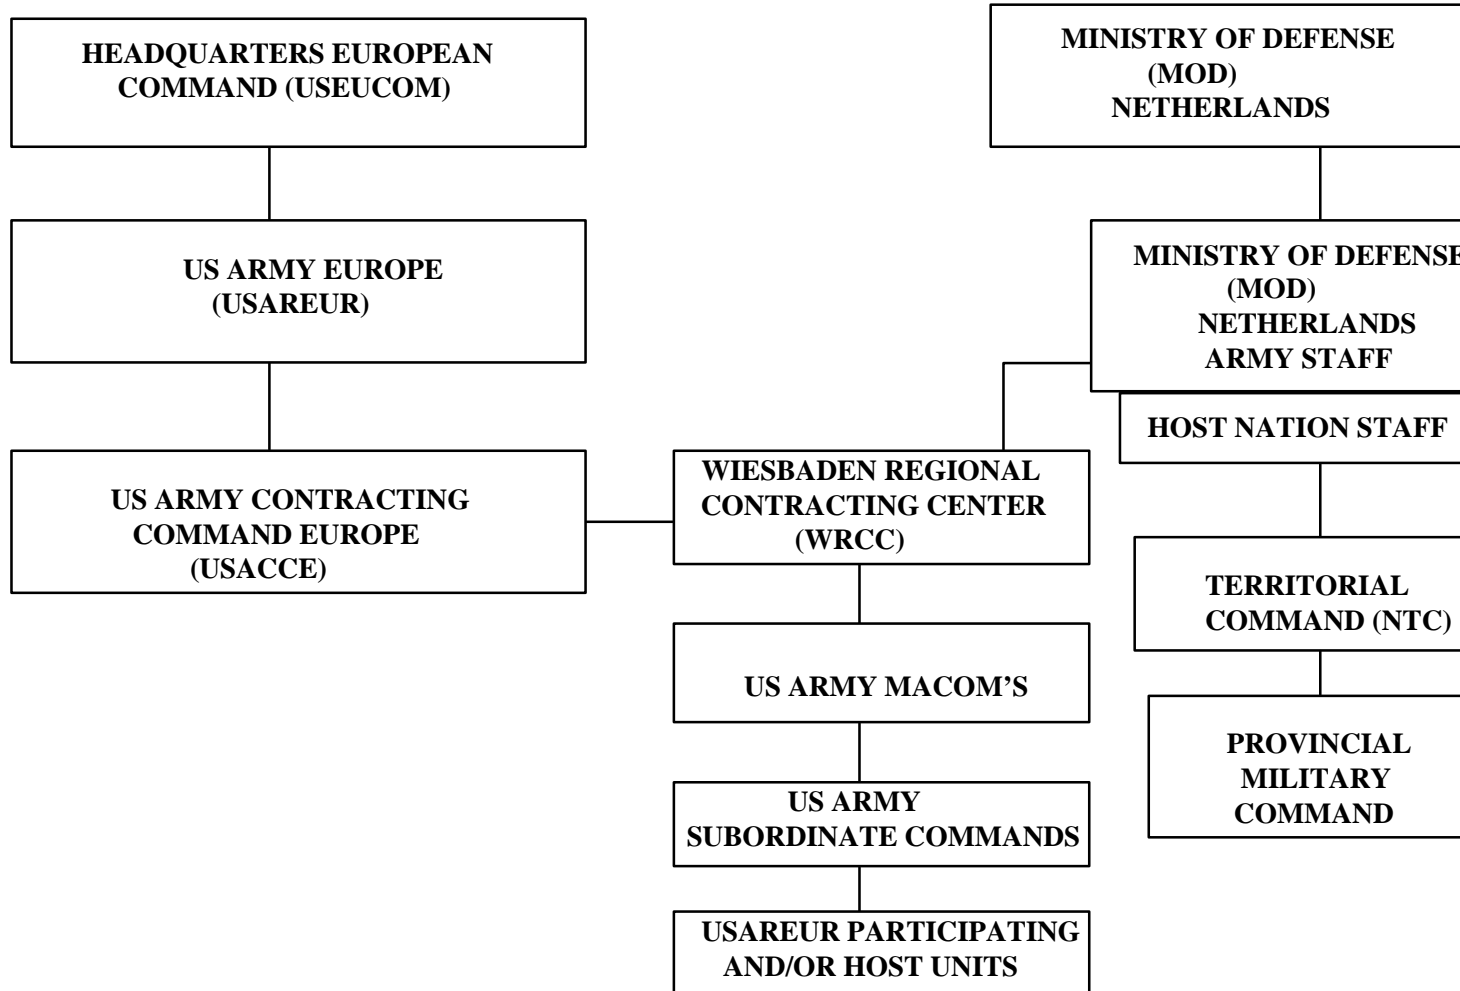 HEADQUARTERS EUROPEAN
COMMAND (USEUCOM)
MINISTRY OF DEFENSE
(MOD)
NETHERLANDS
US ARMY EUROPE
(USAREUR)
MINISTRY OF DEFENSE
(MOD)
NETHERLANDS
ARMY STAFF
HOST NATION STAFF
US ARMY CONTRACTING
COMMAND EUROPE
(USACCE)
WIESBADEN REGIONAL
CONTRACTING CENTER
(WRCC)
TERRITORIAL
COMMAND (NTC)
US ARMY MACOM’S
PROVINCIAL
MILITARY
COMMAND
US ARMY
SUBORDINATE COMMANDS
USAREUR PARTICIPATING
AND/OR HOST UNITS